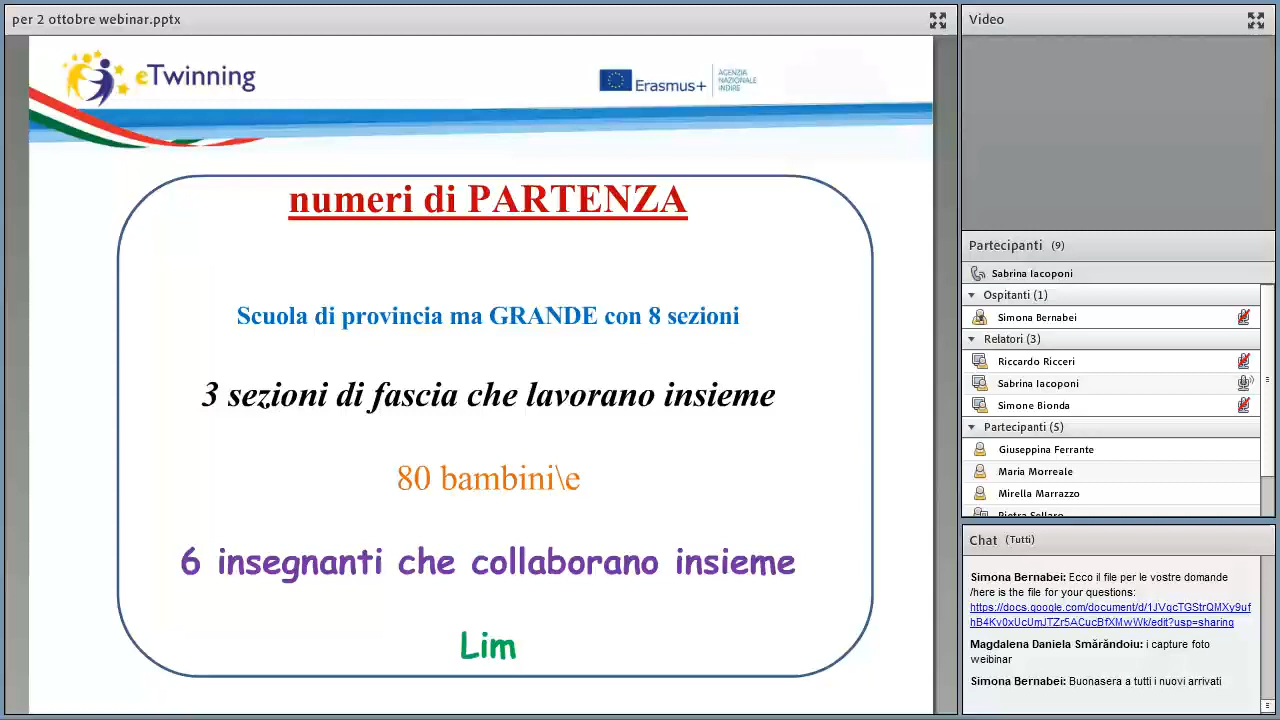 per 2 ottobre webinar.pptx
eTwinning
Erasmus+
AGENZIA
NAZIONALE
INDIRE
numeri di PARTENZA
Scuola di provincia ma GRANDE con 8 sezioni
3 sezioni di fascia che lavorano insieme
80 bambini\e
6 insegnanti che collaborano insieme
Lim
Video
Partecipanti (9)
Sabrina Iacoponi
Ospitanti (1)
Simona Bernabei
Relatori (3)
Riccardo Ricceri
Sabrina Iacoponi
Simone Bionda
Partecipanti (5)
Giuseppina Ferrante
Maria Morreale
Mirella Marrazzo
Chat (Tutti)
Simona Bernabei: Ecco il file per le vostre domande
/here is the file for your questions:
https://docs.google.com/document/d/1JVqcTGStrQMXy9uf
hB4Kv0xUcUmJTZr5ACucBfXMwWk/edit?usp=sharing
Magdalena Daniela Smărăndoiu: i capture foto
weibinar
Simona Bernabei: Buonasera a tutti i nuovi arrivati